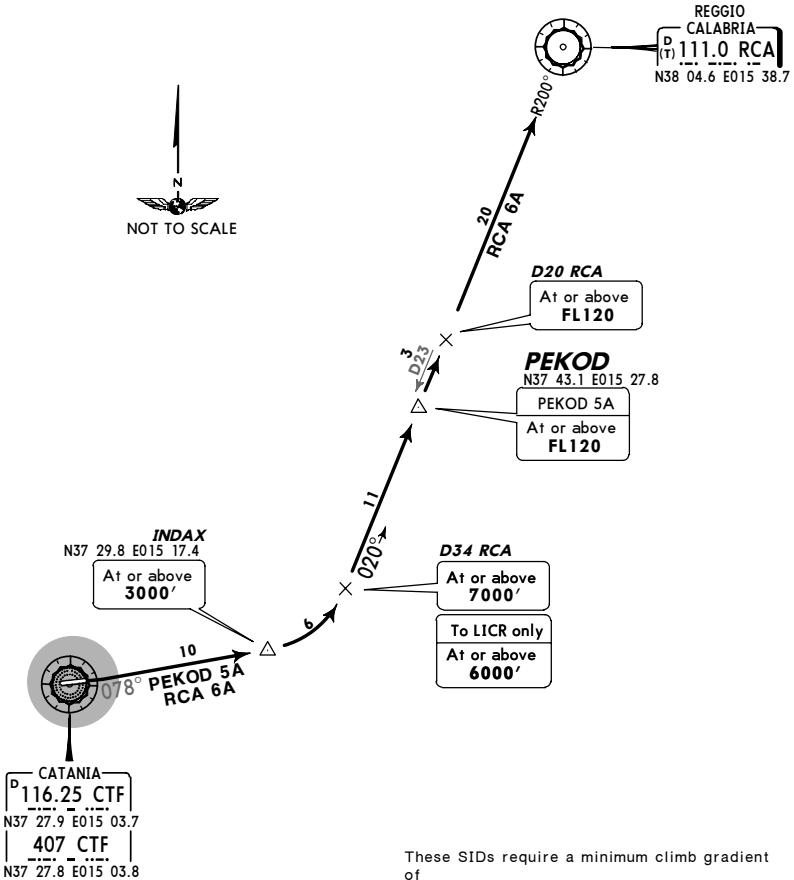 REGGIO
CALABRIA
D
(T) 111.0 RCA
N38 04.6 E015 38.7
R200°
N
NOT TO SCALE
20
RCA 6A
D20 RCA
At or above
FL120
3
D23
PEKOD
N37 43.1 E015 27.8
PEKOD 5A
At or above
FL120
11
020°
INDAX
N37 29.8 E015 17.4
At or above
3000'
D34 RCA
At or above
7000'
To LICR only
At or above
6000'
6
10
078° PEKOD 5A
RCA 6A
CATANIA
D 116.25 CTF
N37 27.9 E015 03.7
407 CTF
N37 27.8 E015 03.8
These SIDs require a minimum climb gradient
of